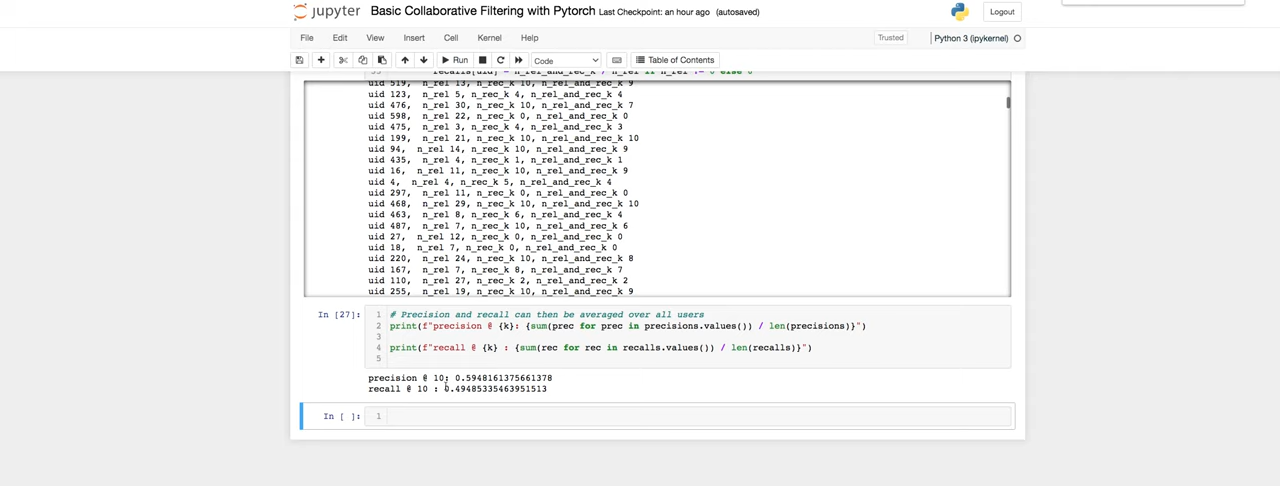 jupyter Basic Collaborative Filtering with Pytorch Last Checkpoint: an hour ago (autosaved)
Logout
File Edit View Insert Cell Kernel Help Trusted Python 3 (ipykernel)
Run Code Table of Contents
recalls[uid] = n_rel_and_rec_k / n_rel if n_rel != 0 else 0
uid 519, n_rel 13, n_rec_k 10, n_rel_and_rec_k 9
uid 123, n_rel 5, n_rec_k 4, n_rel_and_rec_k 4
uid 476, n_rel 30, n_rec_k 10, n_rel_and_rec_k 7
uid 598, n_rel 22, n_rec_k 0, n_rel_and_rec_k 0
uid 475, n_rel 3, n_rec_k 4, n_rel_and_rec_k 3
uid 199, n_rel 21, n_rec_k 10, n_rel_and_rec_k 10
uid 94, n_rel 14, n_rec_k 10, n_rel_and_rec_k 9
uid 435, n_rel 4, n_rec_k 1, n_rel_and_rec_k 1
uid 16, n_rel 11, n_rec_k 10, n_rel_and_rec_k 9
uid 4, n_rel 4, n_rec_k 5, n_rel_and_rec_k 4
uid 297, n_rel 11, n_rec_k 0, n_rel_and_rec_k 0
uid 468, n_rel 29, n_rec_k 10, n_rel_and_rec_k 10
uid 463, n_rel 8, n_rec_k 6, n_rel_and_rec_k 4
uid 487, n_rel 7, n_rec_k 10, n_rel_and_rec_k 6
uid 27, n_rel 12, n_rec_k 0, n_rel_and_rec_k 0
uid 18, n_rel 7, n_rec_k 0, n_rel_and_rec_k 0
uid 220, n_rel 24, n_rec_k 10, n_rel_and_rec_k 8
uid 167, n_rel 7, n_rec_k 8, n_rel_and_rec_k 7
uid 110, n_rel 27, n_rec_k 2, n_rel_and_rec_k 2
uid 255, n_rel 19, n_rec_k 10, n_rel_and_rec_k 9
In [27]: 1 # Precision and recall can then be averaged over all users
2 print(f"precision @ {k}: {sum(prec for prec in precisions.values()) / len(precisions)}")
3
4 print(f"recall @ {k} : {sum(rec for rec in recalls.values()) / len(recalls)}")
5
precision @ 10: 0.5948161375661378
recall @ 10 : 0.49485335463951513
In [ ]: 1